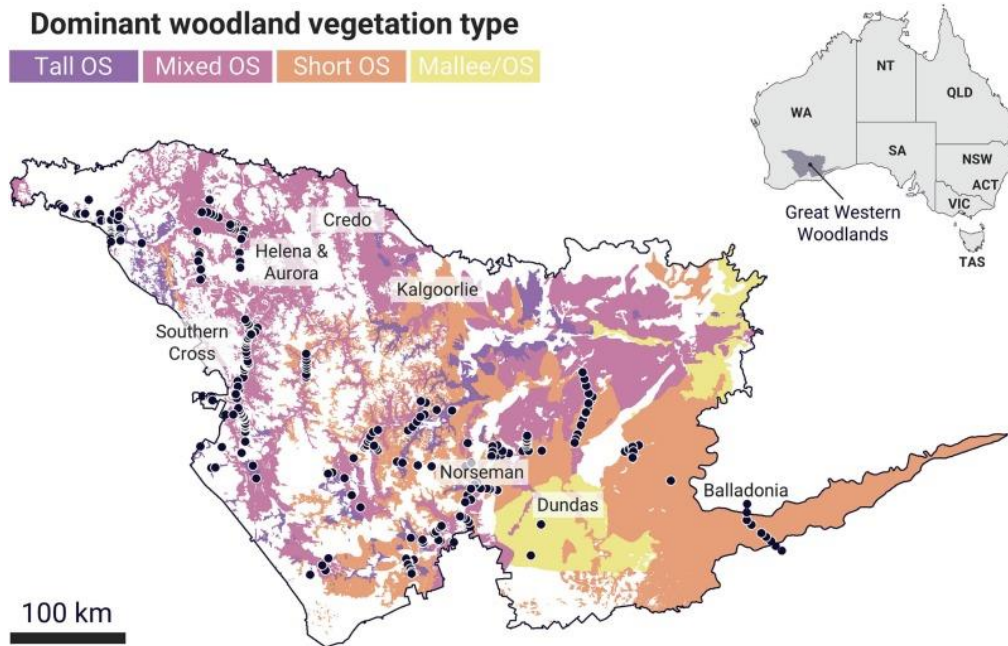 Dominant woodland vegetation type
Tall OS
Mixed OS
Short OS
Mallee/OS
NT
QLD
WA
SA
NSW
ACT
VIC
TAS
Great Western
Woodlands
Credo
Helena &
Aurora
Kalgoorlie
Southern
Cross
Norseman
Dundas
Balladonia
100 km